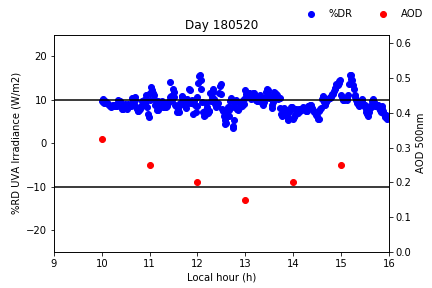 %DR AOD
Day 180520
%RD UVA Irradiance (W/m2)
20
10
0
−10
−20
0.6
0.5
0.4
0.3
0.2
0.1
0.0
AOD 500nm
9 10 11 12 13 14 15 16
Local hour (h)